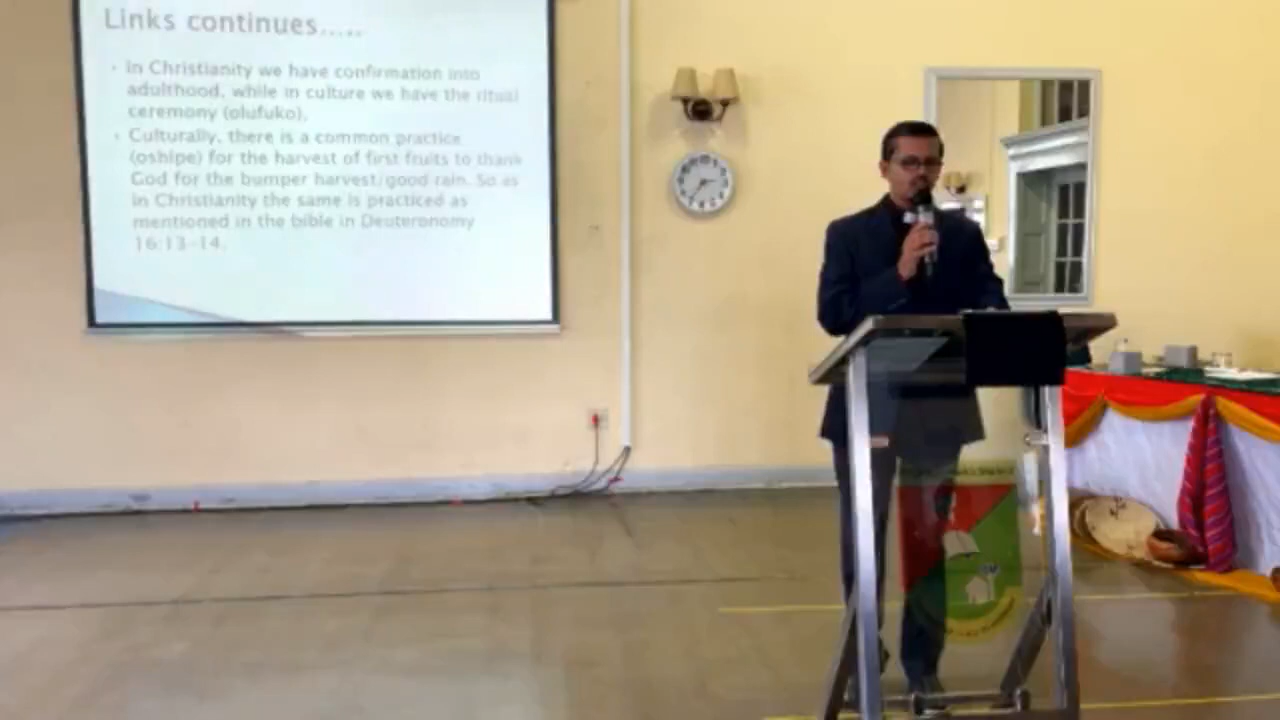 Links continues.....
In Christianity we have confirmation into
adulthood, while in culture we have the ritual
ceremony (olufuko).
Culturally, there is a common practice
(oshipe) for the harvest of first fruits to thank
God for the bumper harvest/good rain. So as
in Christianity the same is practiced as
mentioned in the bible in Deuteronomy
16:13-14.